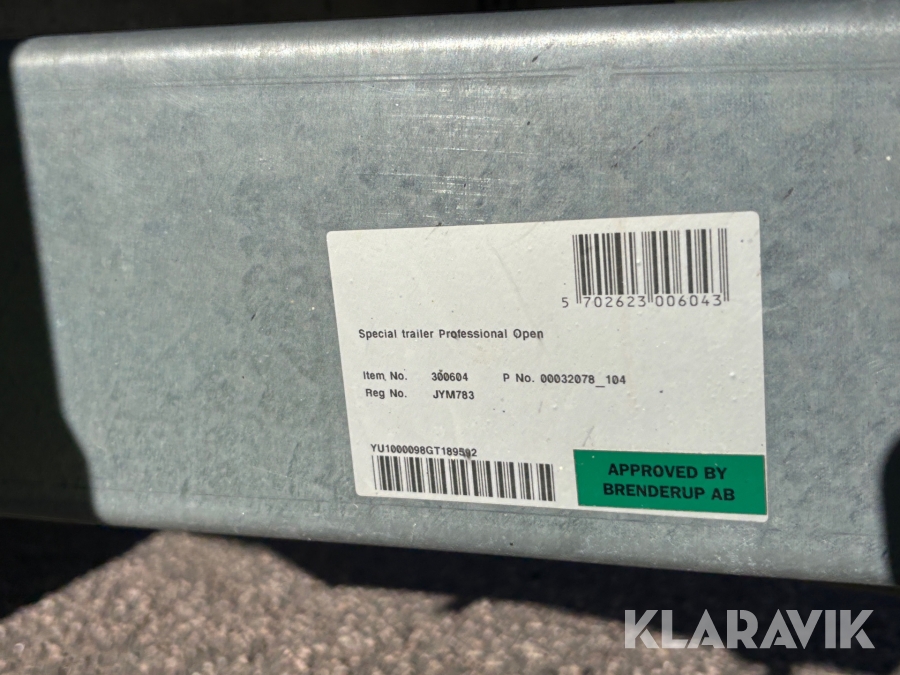 5 702623 006043
Special trailer Professional Open
Item No. 300604 P No. 00032078_104
Reg No. JYM783
YU1000098GT189592
APPROVED BY
BRENDERUP AB
KLARAVIK